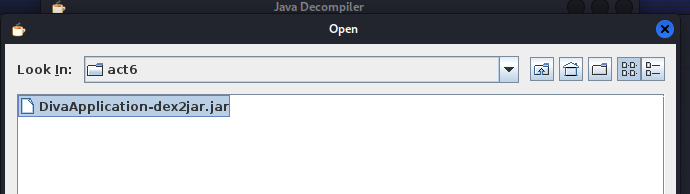 Java Decompiler
Open
Look In: act6
DivaApplication-dex2jar.jar